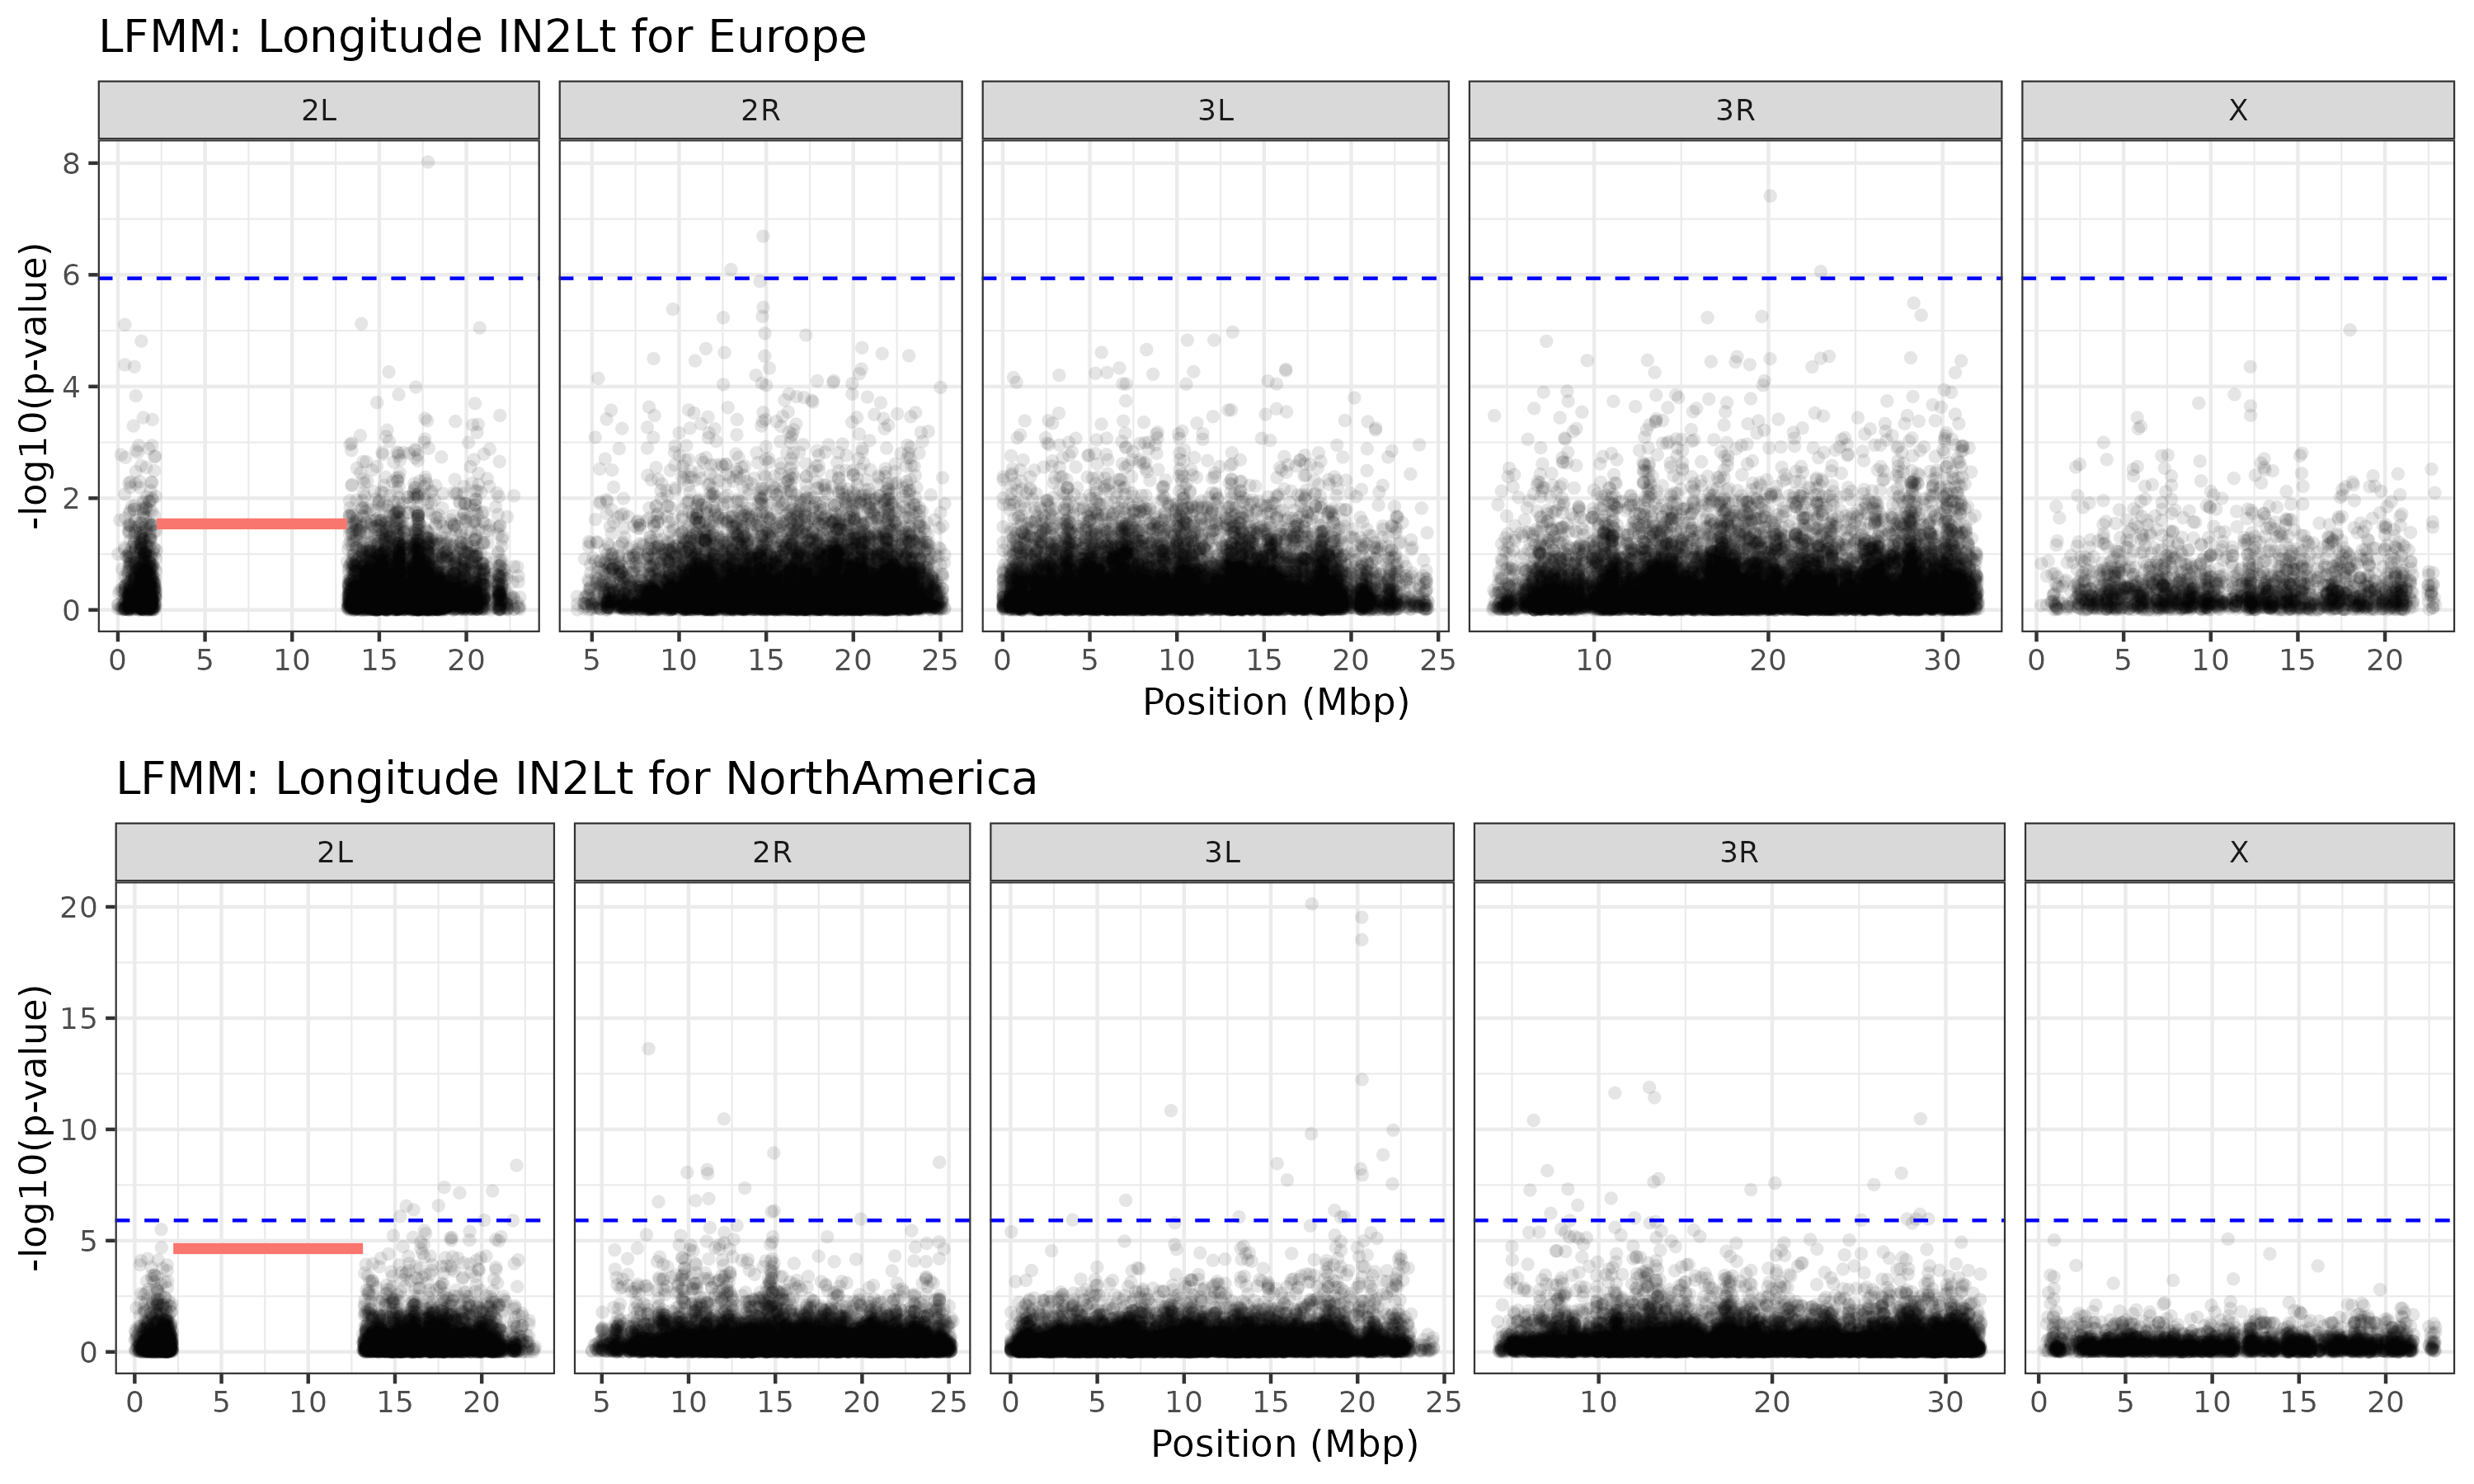 LFMM: Longitude IN2Lt for Europe
2L 2R 3L 3R X
-log10(p-value)
8
6
4
2
0
0 5 10 15 20 5 10 15 20 25 0 5 10 15 20 25 10 20 30 0 5 10 15 20
Position (Mbp)
LFMM: Longitude IN2Lt for NorthAmerica
2L 2R 3L 3R X
-log10(p-value)
20
15
10
5
0
0 5 10 15 20 5 10 15 20 25 0 5 10 15 20 25 10 20 30 0 5 10 15 20
Position (Mbp)